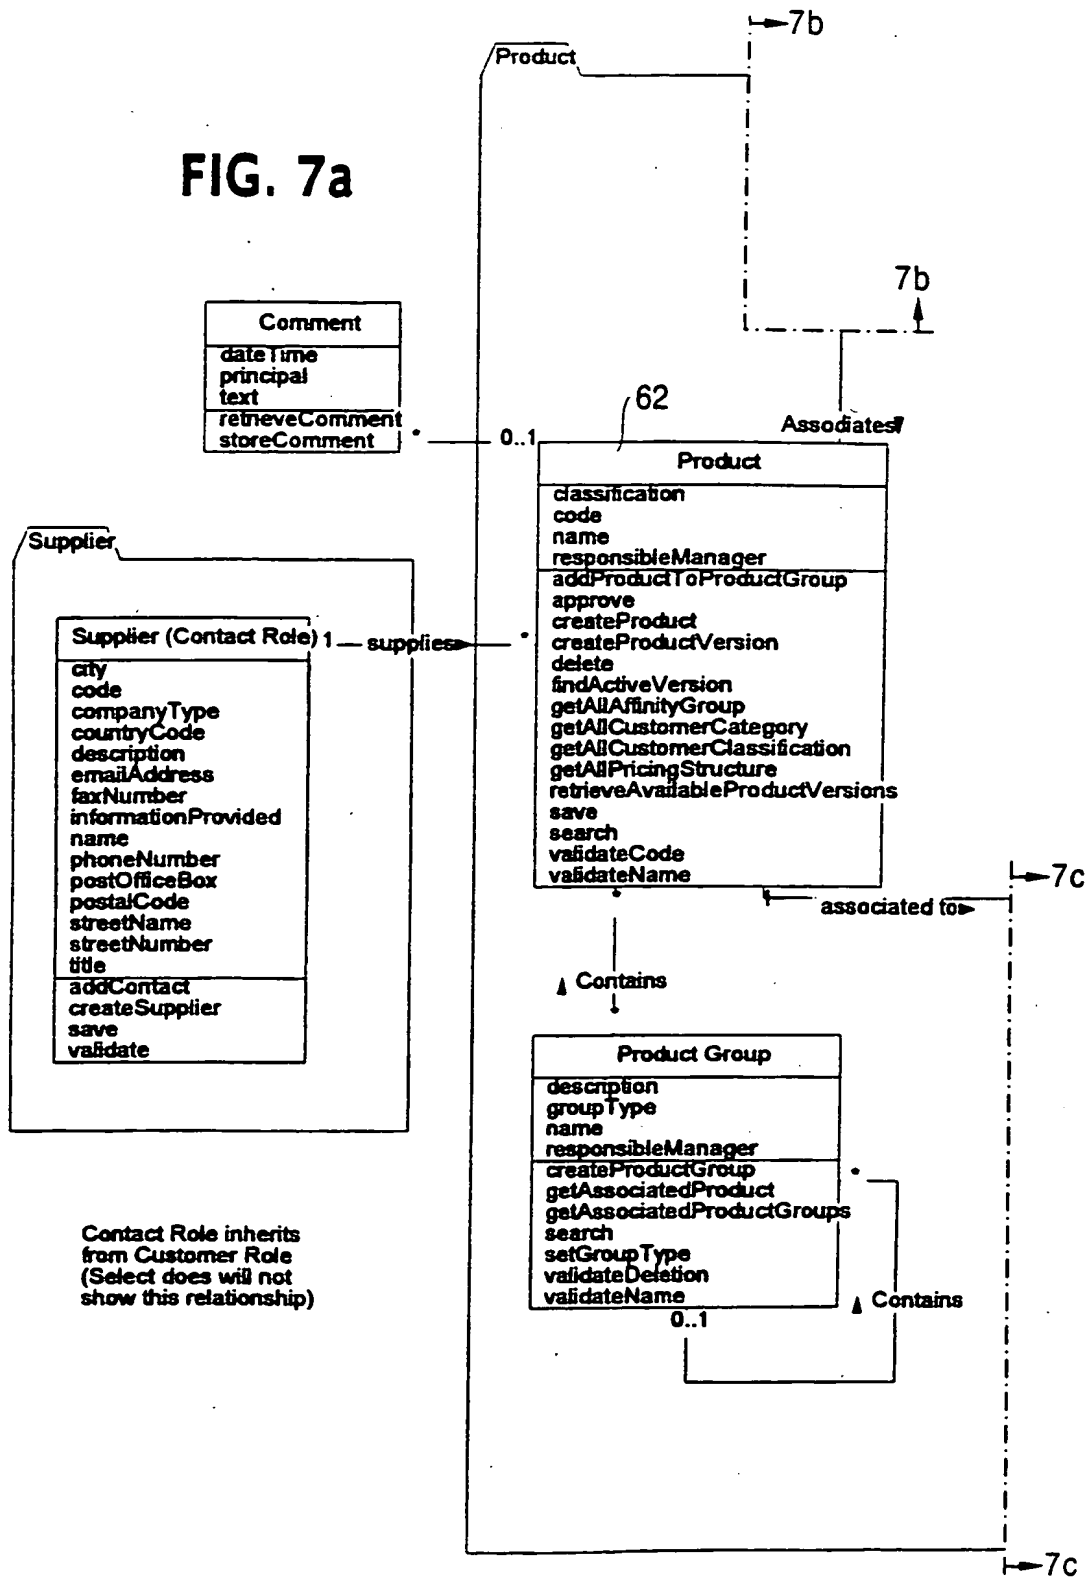 7b
Product
FIG. 7a
7b
Comment
dateTime
principal
text
retrieveComment
storeComment
*
0..1
62
Associates
Product
classification
code
name
responsibleManager
addProductToProductGroup
approve
createProduct
createProductVersion
delete
findActiveVersion
getAllAffinityGroup
getAllCustomerCategory
getAllCustomerClassification
getAllPricingStructure
retrieveAvailableProductVersions
save
search
validateCode
validateName
Supplier
Supplier (Contact Role)
1
supplies
*
city
code
companyType
countryCode
description
emailAddress
faxNumber
informationProvided
name
phoneNumber
postOfficeBox
postalCode
streetName
streetNumber
title
addContact
createSupplier
save
validate
7c
*
1
associated to
Contains
*
Product Group
description
groupType
name
responsibleManager
createProductGroup
getAssociatedProduct
getAssociatedProductGroups
search
setGroupType
validateDeletion
validateName
*
0..1
Contains
Contact Role inherits
from Customer Role
(Select does will not
show this relationship)
7c